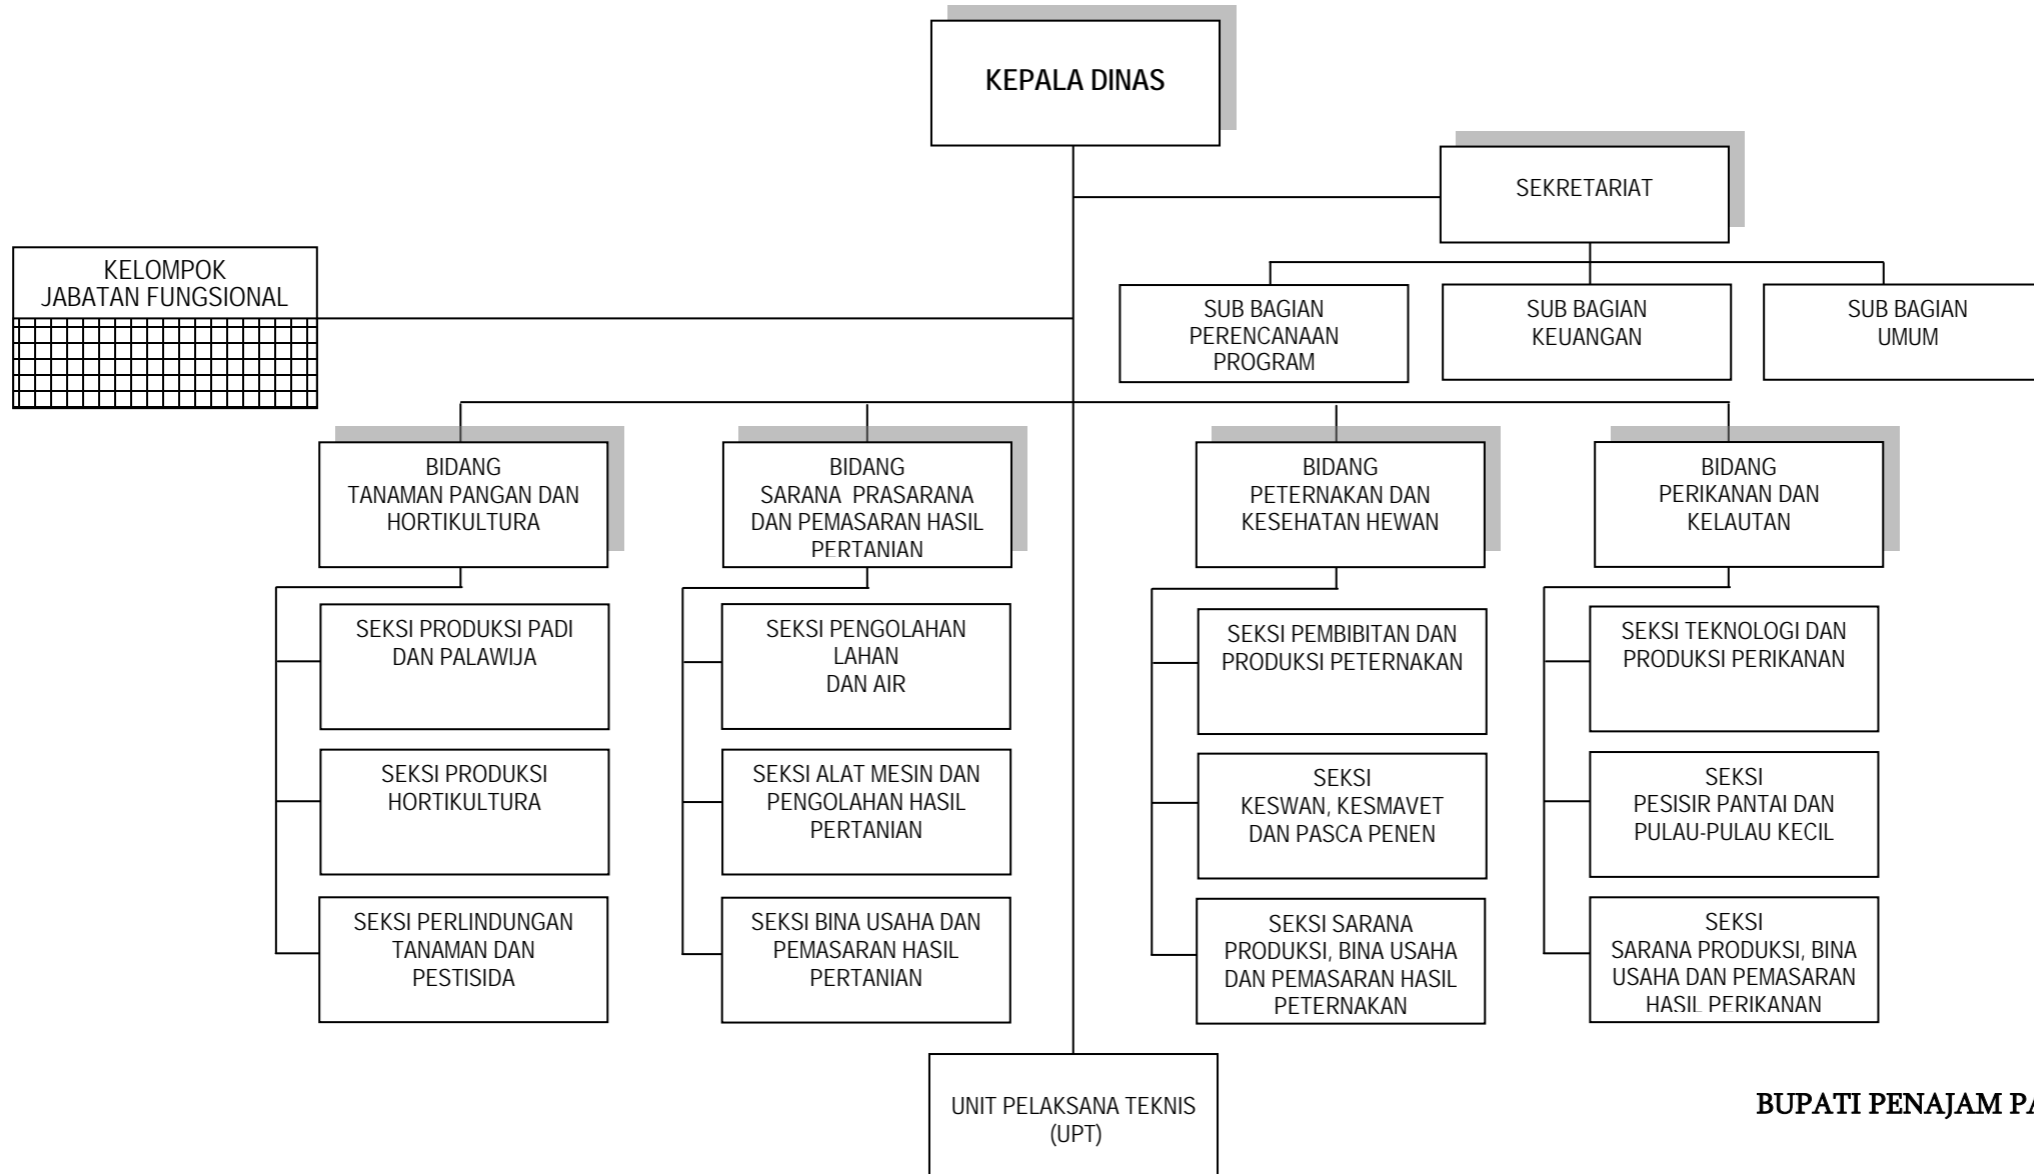 KEPALA DINAS
SEKRETARIAT
KELOMPOK
JABATAN FUNGSIONAL
SUB BAGIAN
PERENCANAAN
PROGRAM
SUB BAGIAN
KEUANGAN
SUB BAGIAN
UMUM
BIDANG
TANAMAN PANGAN DAN
HORTIKULTURA
BIDANG
SARANA PRASARANA
DAN PEMASARAN HASIL
PERTANIAN
BIDANG
PETERNAKAN DAN
KESEHATAN HEWAN
BIDANG
PERIKANAN DAN
KELAUTAN
SEKSI PRODUKSI PADI
DAN PALAWIJA
SEKSI PENGOLAHAN
LAHAN
DAN AIR
SEKSI PEMBIBITAN DAN
PRODUKSI PETERNAKAN
SEKSI TEKNOLOGI DAN
PRODUKSI PERIKANAN
SEKSI PRODUKSI
HORTIKULTURA
SEKSI ALAT MESIN DAN
PENGOLAHAN HASIL
PERTANIAN
SEKSI
KESWAN, KESMAVET
DAN PASCA PENEN
SEKSI
PESISIR PANTAI DAN
PULAU-PULAU KECIL
SEKSI PERLINDUNGAN
TANAMAN DAN
PESTISIDA
SEKSI BINA USAHA DAN
PEMASARAN HASIL
PERTANIAN
SEKSI SARANA
PRODUKSI, BINA USAHA
DAN PEMASARAN HASIL
PETERNAKAN
SEKSI
SARANA PRODUKSI, BINA
USAHA DAN PEMASARAN
HASIL PERIKANAN
UNIT PELAKSANA TEKNIS
(UPT)
BUPATI PENAJAM